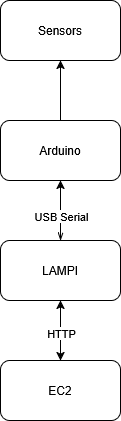 Sensors
Arduino
USB Serial
LAMPI
HTTP
EC2